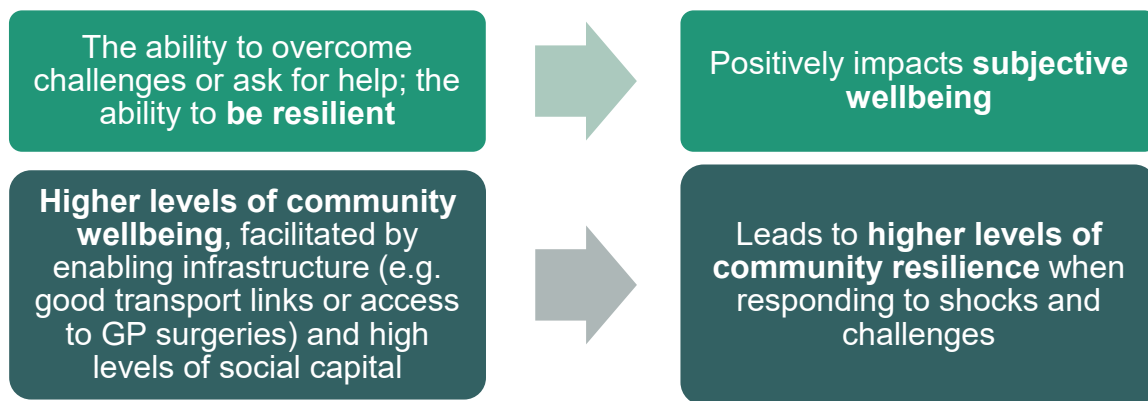 The ability to overcome
challenges or ask for help; the
ability to be resilient
Positively impacts subjective
wellbeing
Higher levels of community
wellbeing, facilitated by
enabling infrastructure (e.g.
good transport links or access
to GP surgeries) and high
levels of social capital
Leads to higher levels of
community resilience when
responding to shocks and
challenges